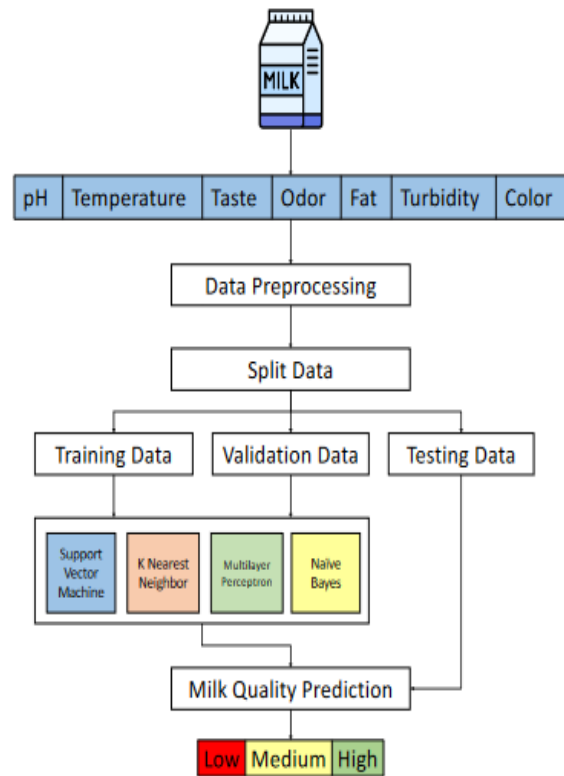 MILK
pH Temperature Taste Odor Fat Turbidity Color
Data Preprocessing
Split Data
Training Data Validation Data Testing Data
Support
Vector
Machine
K Nearest
Neighbor
Multilayer
Perceptron
Naïve
Bayes
Milk Quality Prediction
Low Medium High